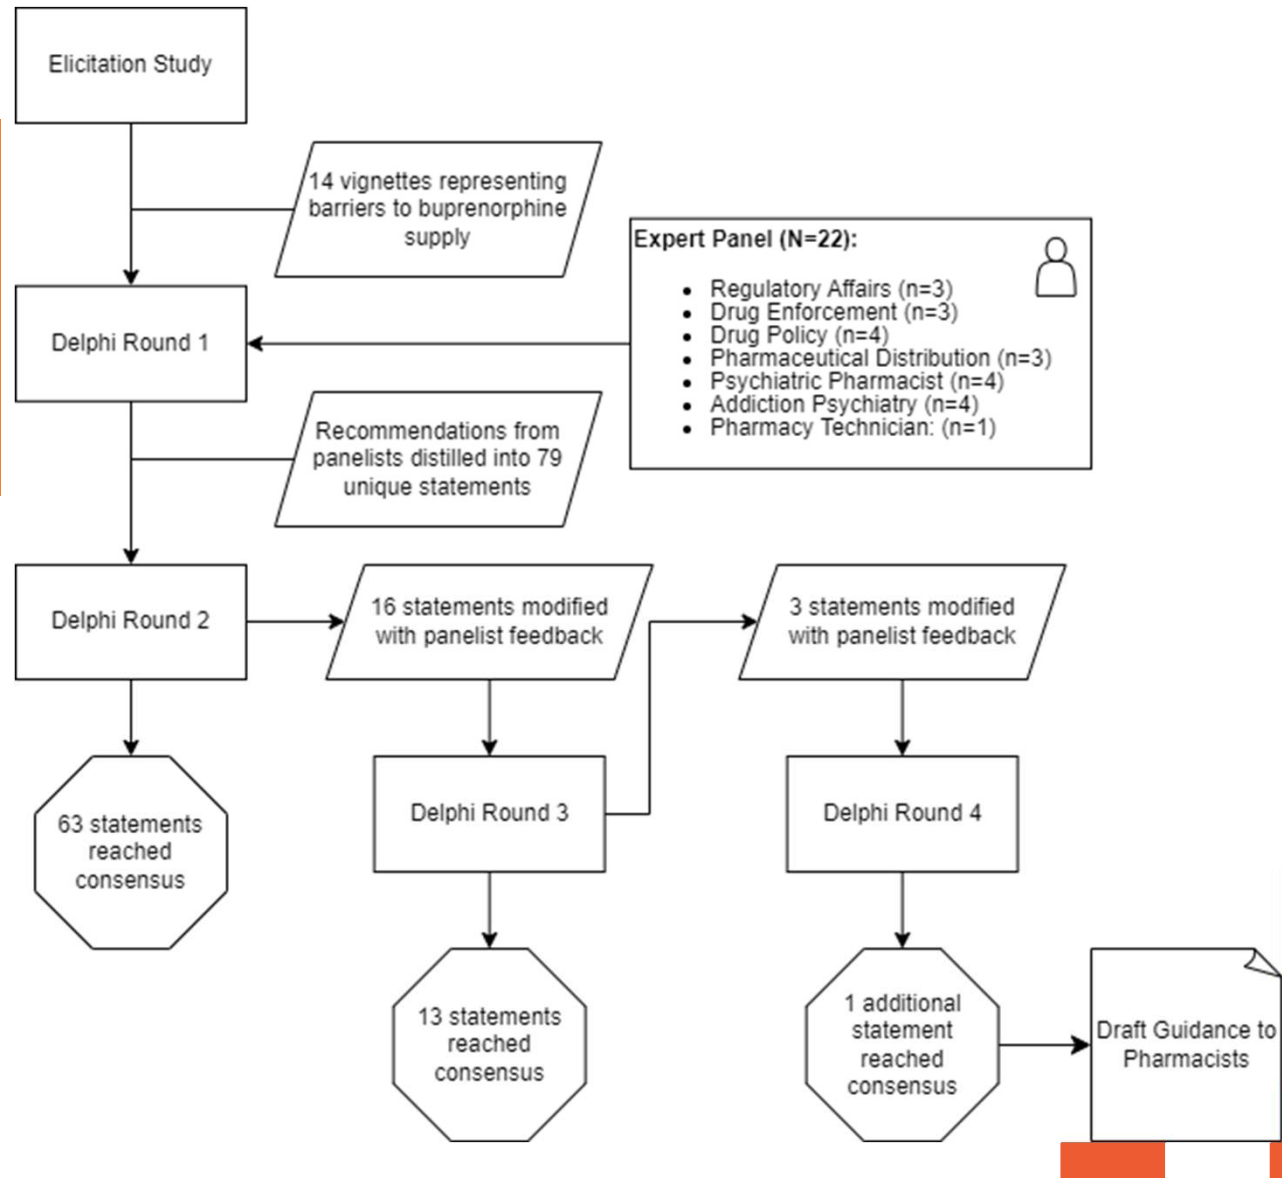 Elicitation Study
14 vignettes representing
barriers to buprenorphine
supply
Expert Panel (N=22):
• Regulatory Affairs (n=3)
• Drug Enforcement (n=3)
• Drug Policy (n=4)
• Pharmaceutical Distribution (n=3)
• Psychiatric Pharmacist (n=4)
• Addiction Psychiatry (n=4)
• Pharmacy Technician: (n=1)
Delphi Round 1
Recommendations from
panelists distilled into 79
unique statements
Delphi Round 2
16 statements modified
with panelist feedback
3 statements modified
with panelist feedback
63 statements
reached
consensus
Delphi Round 3
Delphi Round 4
13 statements
reached
consensus
1 additional
statement
reached
consensus
Draft Guidance to
Pharmacists